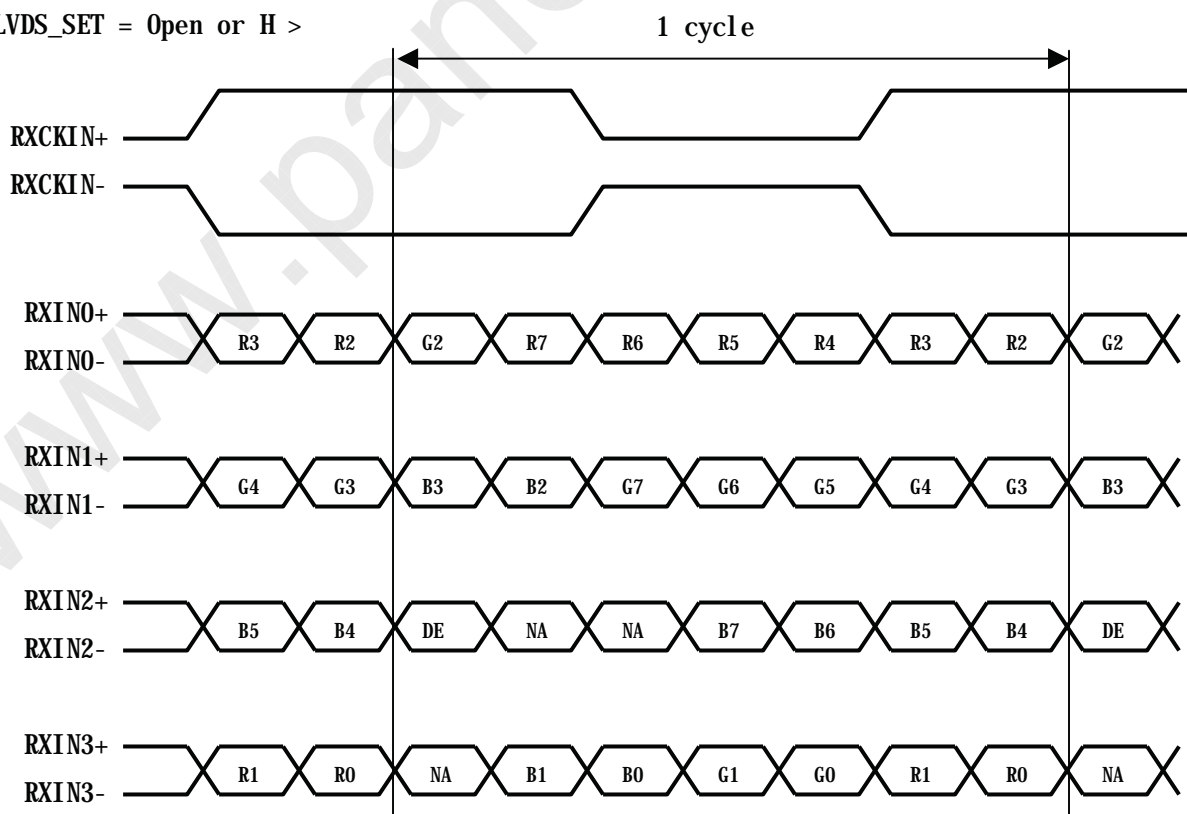 LVDS_SET = Open or H >
1 cycle
RXCKIN+
RXCKIN-
RXIN0+
R3 R2 G2 R7 R6 R5 R4 R3 R2 G2
RXIN0-
RXIN1+
G4 G3 B3 B2 G7 G6 G5 G4 G3 B3
RXIN1-
RXIN2+
B5 B4 DE NA NA B7 B6 B5 B4 DE
RXIN2-
RXIN3+
R1 R0 NA B1 B0 G1 G0 R1 R0 NA
RXIN3-
www.pan